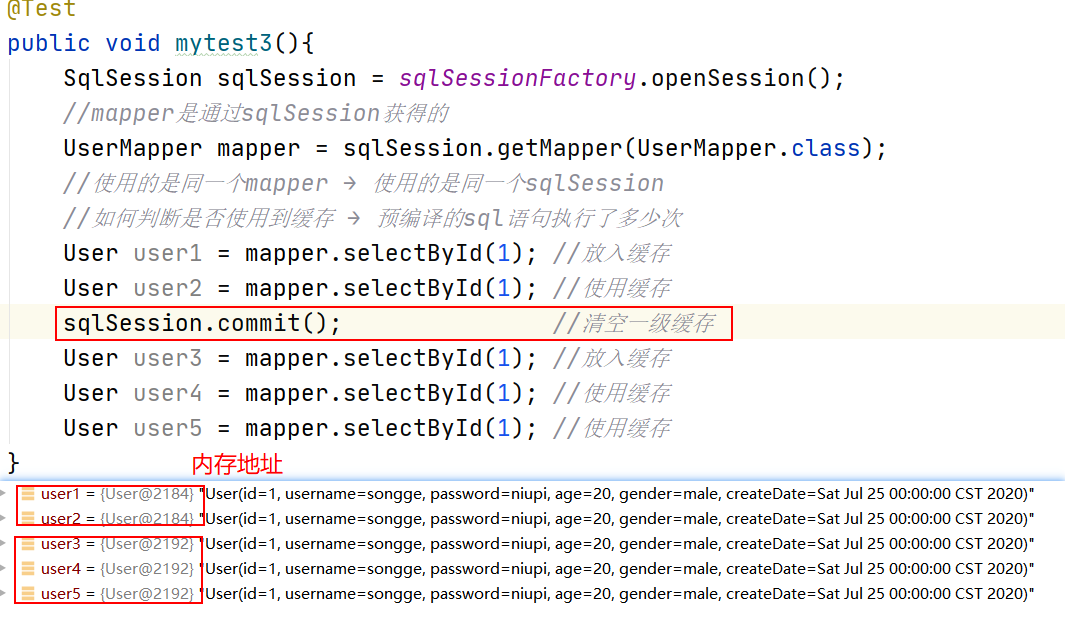 @Test
public void mytest3(){
SqlSession sqlSession = sqlSessionFactory.openSession();
//mapper是通过sqlSession获得的
UserMapper mapper = sqlSession.getMapper(UserMapper.class);
//使用的是同一个mapper → 使用的是同一个sqlSession
//如何判断是否使用到缓存 → 预编译的sql语句执行了多少次
User user1 = mapper.selectById(1); //放入缓存
User user2 = mapper.selectById(1); //使用缓存
sqlSession.commit(); //清空一级缓存
User user3 = mapper.selectById(1); //放入缓存
User user4 = mapper.selectById(1); //使用缓存
User user5 = mapper.selectById(1); //使用缓存
}
内存地址
user1 = {User@2184} "User(id=1, username=songge, password=niupi, age=20, gender=male, createDate=Sat Jul 25 00:00:00 CST 2020)"
user2 = {User@2184} "User(id=1, username=songge, password=niupi, age=20, gender=male, createDate=Sat Jul 25 00:00:00 CST 2020)"
user3 = {User@2192} "User(id=1, username=songge, password=niupi, age=20, gender=male, createDate=Sat Jul 25 00:00:00 CST 2020)"
user4 = {User@2192} "User(id=1, username=songge, password=niupi, age=20, gender=male, createDate=Sat Jul 25 00:00:00 CST 2020)"
user5 = {User@2192} "User(id=1, username=songge, password=niupi, age=20, gender=male, createDate=Sat Jul 25 00:00:00 CST 2020)"